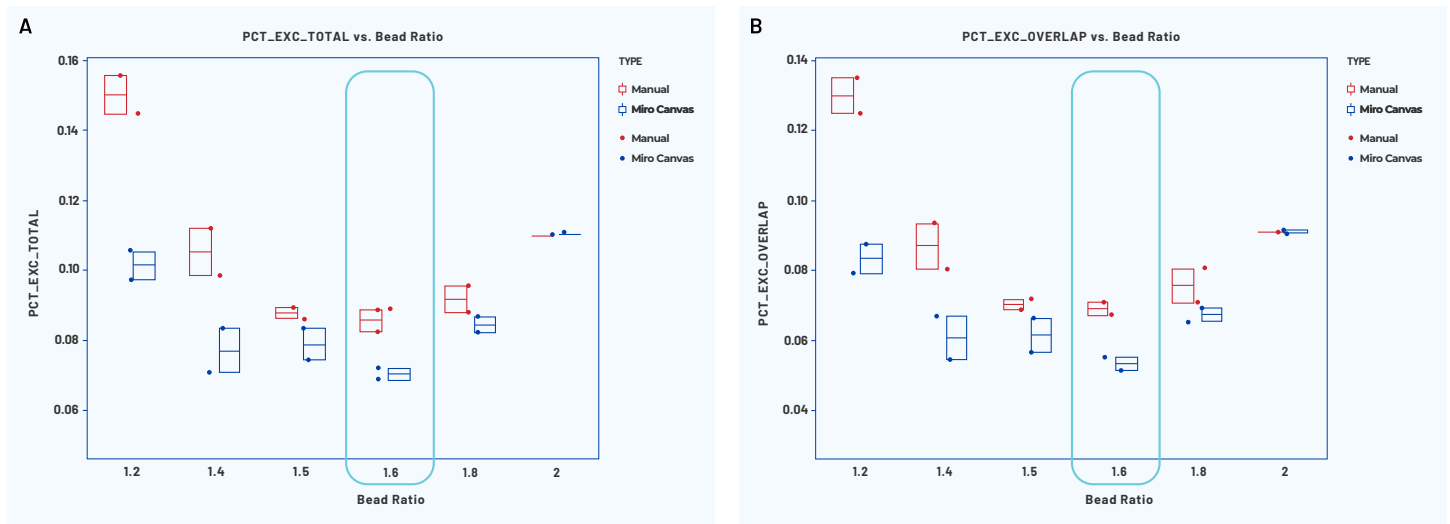 A
PCT_EXC_TOTAL vs. Bead Ratio
PCT_EXC_TOTAL
0.16
0.14
0.12
0.10
0.08
0.06
1.2 1.4 1.5 1.6 1.8 2
Bead Ratio
TYPE
Manual
Miro Canvas
Manual
Miro Canvas
B
PCT_EXC_OVERLAP vs. Bead Ratio
PCT_EXC_OVERLAP
0.14
0.12
0.10
0.08
0.06
0.04
1.2 1.4 1.5 1.6 1.8 2
Bead Ratio
TYPE
Manual
Miro Canvas
Manual
Miro Canvas